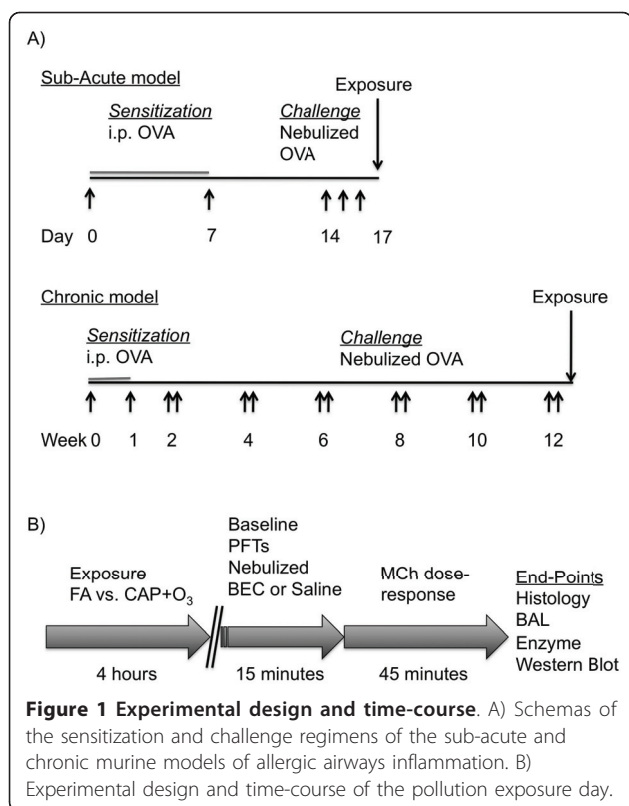 A)
Sub-Acute model
Exposure
Sensitization
i.p. OVA
Challenge
Nebulized
OVA
Day 0 7 14 17
Chronic model
Exposure
Sensitization
i.p. OVA
Challenge
Nebulized OVA
Week 0 1 2 4 6 8 10 12
B)
Exposure
FA vs. CAP+O₃
4 hours
Baseline
PFTs
Nebulized
BEC or Saline
15 minutes
MCh dose-
response
45 minutes
End-Points
Histology
BAL
Enzyme
Western Blot
Figure 1 Experimental design and time-course. A) Schemas of
the sensitization and challenge regimens of the sub-acute and
chronic murine models of allergic airways inflammation. B)
Experimental design and time-course of the pollution exposure day.